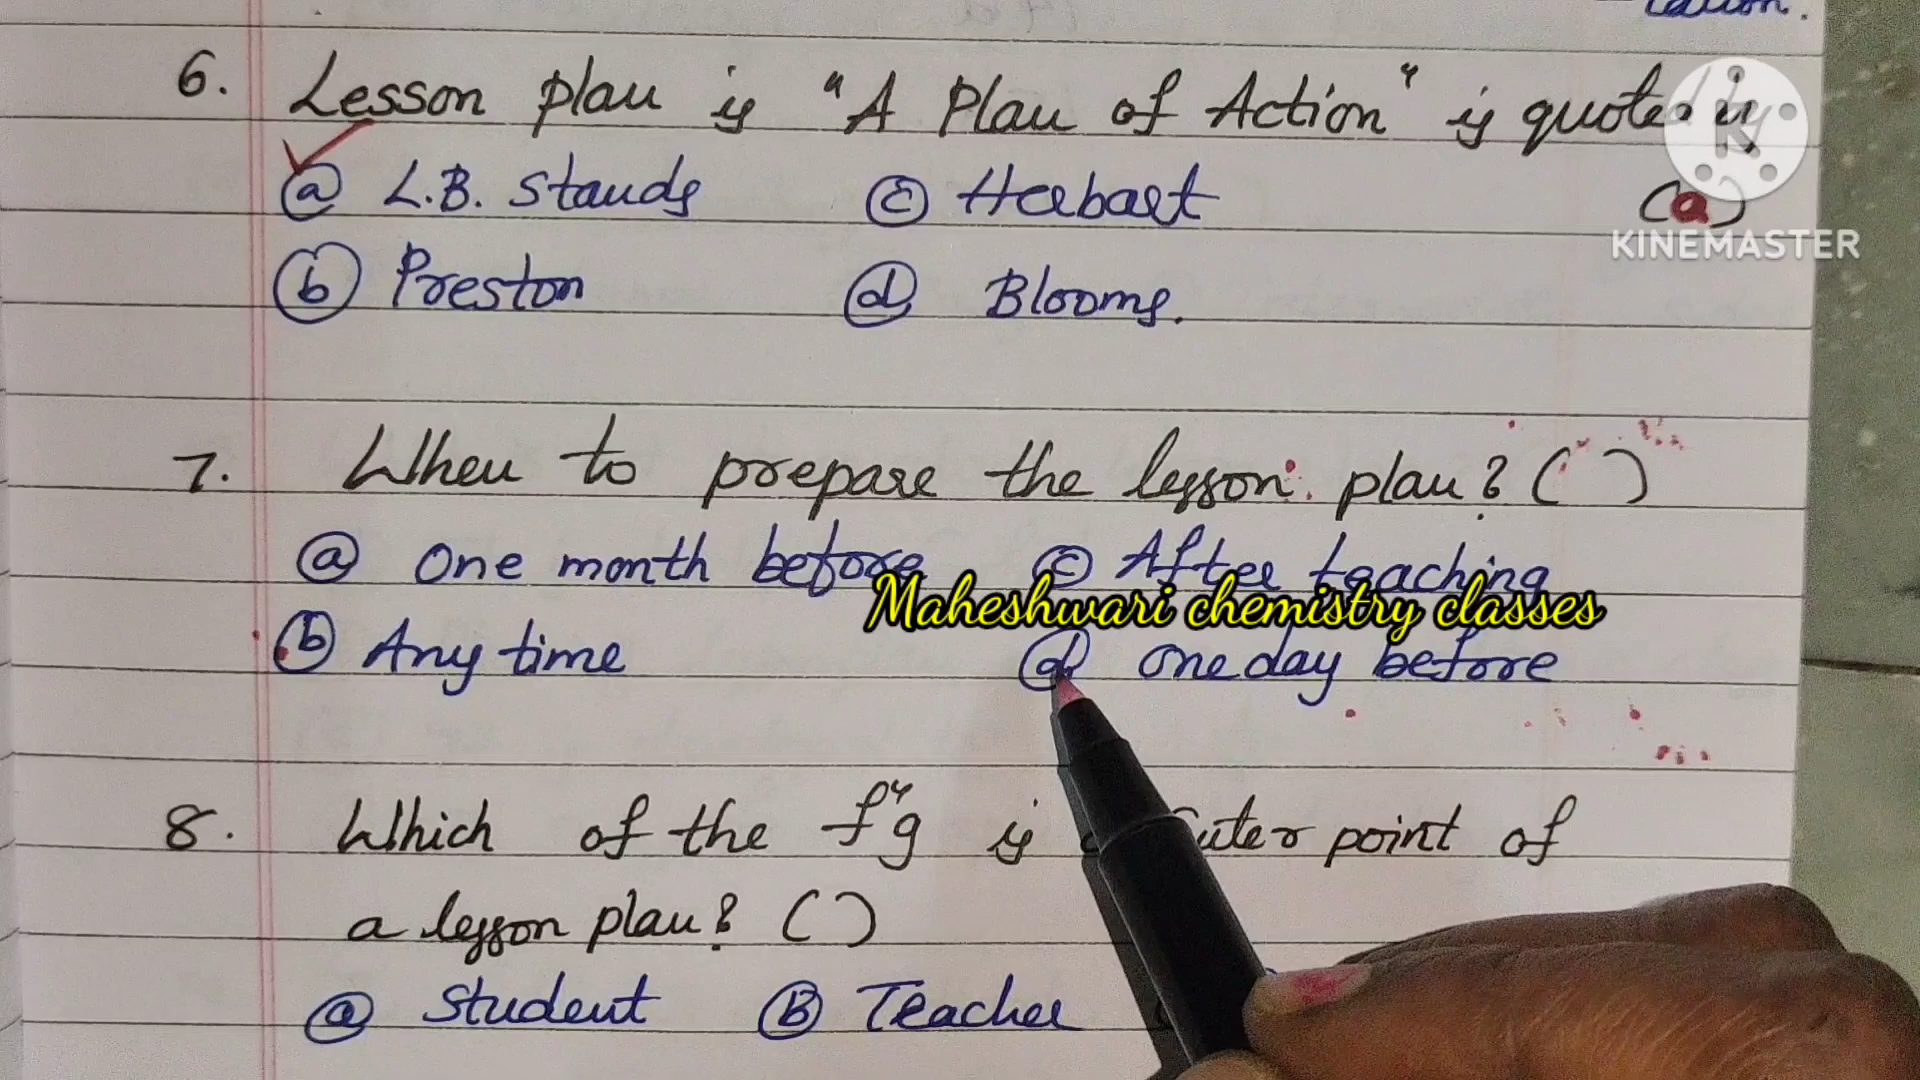 6. Lesson plan is "A Plan of Action" is quoted in
ⓐ L.B. Stands ⓒ Herbart (a)
KINEMASTER
ⓑ Preston ⓓ Blooms.
7. When to prepare the lesson plan? ( )
ⓐ One month before ⓒ After teaching
Maheshwari chemistry classes
ⓑ Any time ⓓ One day before
8. Which of the fʺg is point of
a lesson plan? ( )
ⓐ Student Ⓑ Teacher